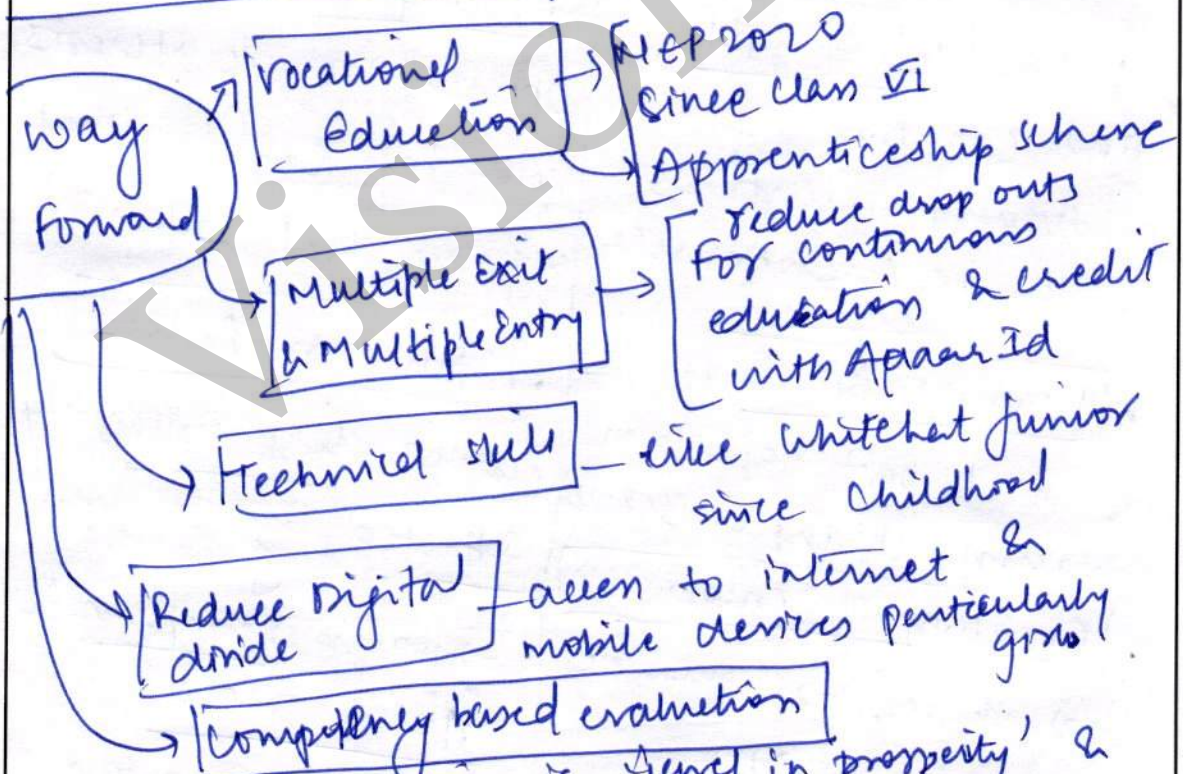 Vision
Way
Forward
Vocational
Education
NEP 2020
Since Class VI
Apprenticeship scheme
Multiple Exit
& Multiple Entry
reduce drop outs
For continuous
education & credit
with Apaar Id
Technical skills
like Whitehat Junior
since Childhood
Reduce Digital
divide
access to internet &
mobile devices particularly
girls
Competency based evaluation
in prosperity' &